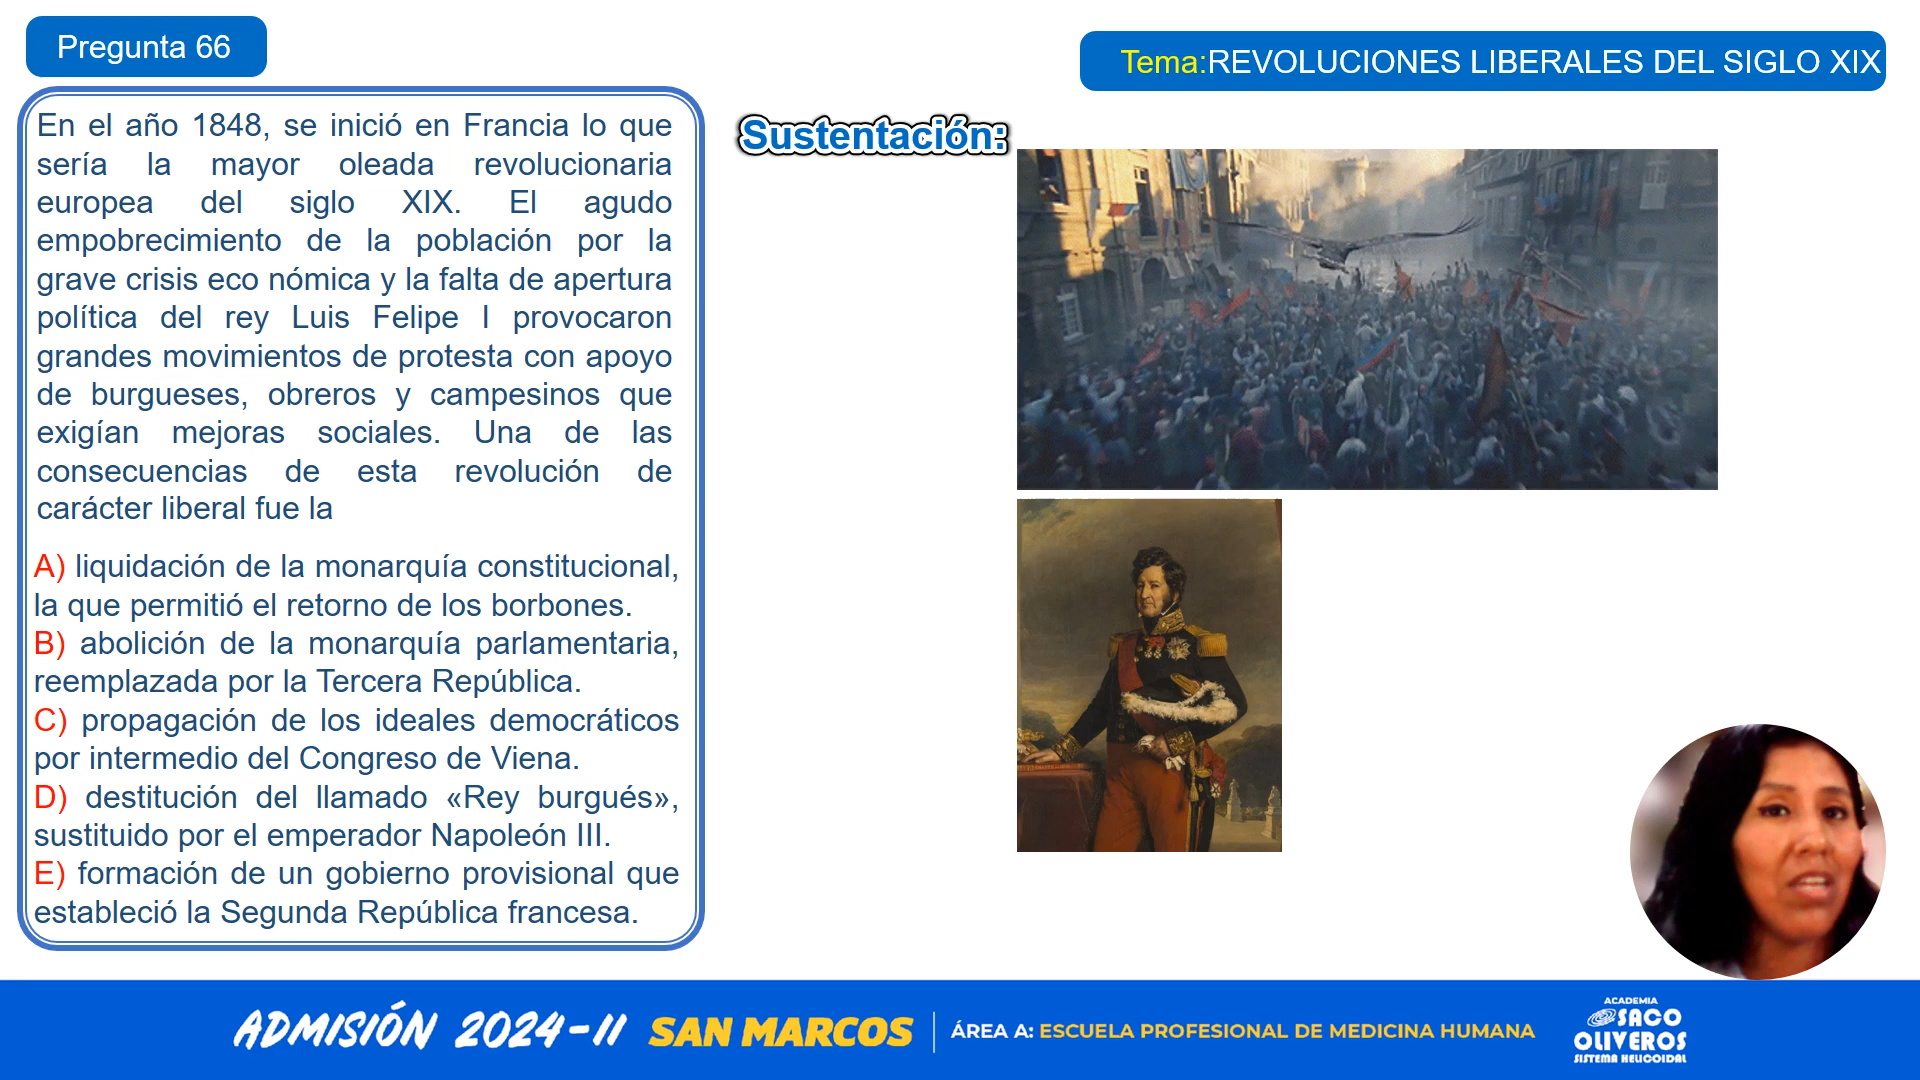 Pregunta 66
Tema:REVOLUCIONES LIBERALES DEL SIGLO XIX
En el año 1848, se inició en Francia lo que
sería la mayor oleada revolucionaria
europea del siglo XIX. El agudo
empobrecimiento de la población por la
grave crisis eco nómica y la falta de apertura
política del rey Luis Felipe I provocaron
grandes movimientos de protesta con apoyo
de burgueses, obreros y campesinos que
exigían mejoras sociales. Una de las
consecuencias de esta revolución de
carácter liberal fue la
A) liquidación de la monarquía constitucional,
la que permitió el retorno de los borbones.
B) abolición de la monarquía parlamentaria,
reemplazada por la Tercera República.
C) propagación de los ideales democráticos
por intermedio del Congreso de Viena.
D) destitución del llamado «Rey burgués»,
sustituido por el emperador Napoleón III.
E) formación de un gobierno provisional que
estableció la Segunda República francesa.
Sustentación:
ADMISIÓN 2024-II SAN MARCOS
ÁREA A: ESCUELA PROFESIONAL DE MEDICINA HUMANA
ACADEMIA
SACO
OLIVEROS
SISTEMA HELICOIDAL